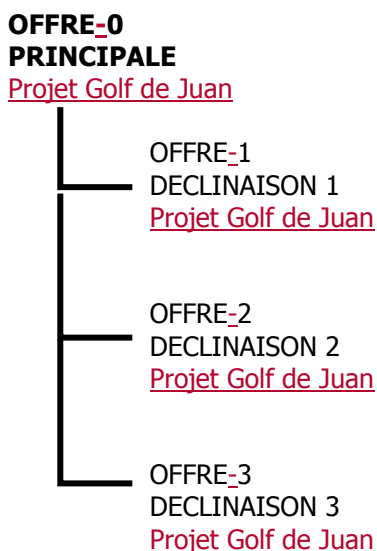 OFFRE-0
PRINCIPALE
Projet Golf de Juan
OFFRE-1
DECLINAISON 1
Projet Golf de Juan
OFFRE-2
DECLINAISON 2
Projet Golf de Juan
OFFRE-3
DECLINAISON 3
Projet Golf de Juan